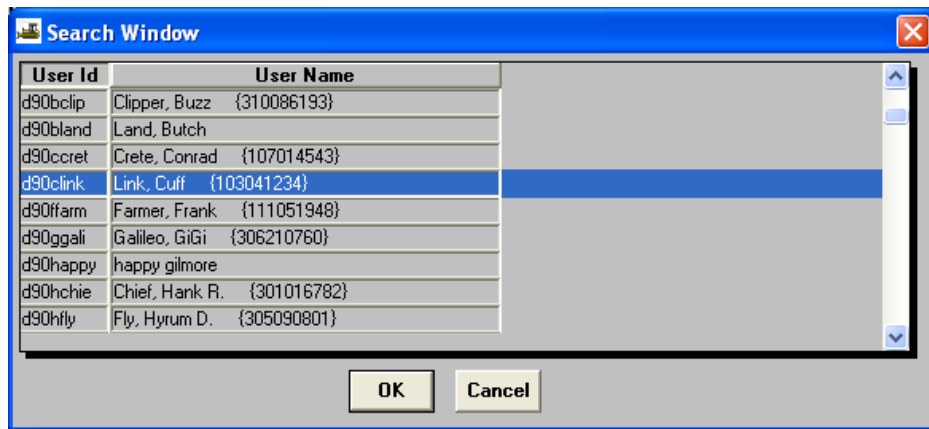 Search Window
User Id User Name
d90bclip Clipper, Buzz {310086193}
d90bland Land, Butch
d90ccret Crete, Conrad {107014543}
d90clink Link, Cuff {103041234}
d90ffarm Farmer, Frank {111051948}
d90ggali Galileo, GiGi {306210760}
d90happy happy gilmore
d90hchie Chief, Hank R. {301016782}
d90hfly Fly, Hyrum D. {305090801}
OK Cancel